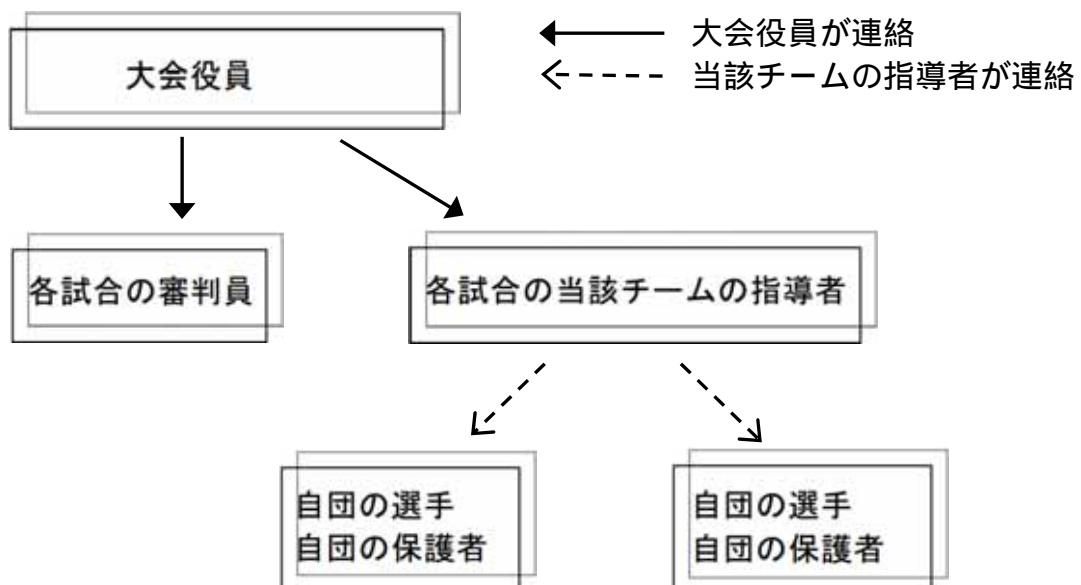 大会役員が連絡
当該チームの指導者が連絡
大会役員
各試合の審判員
各試合の当該チームの指導者
自団の選手
自団の保護者
自団の選手
自団の保護者